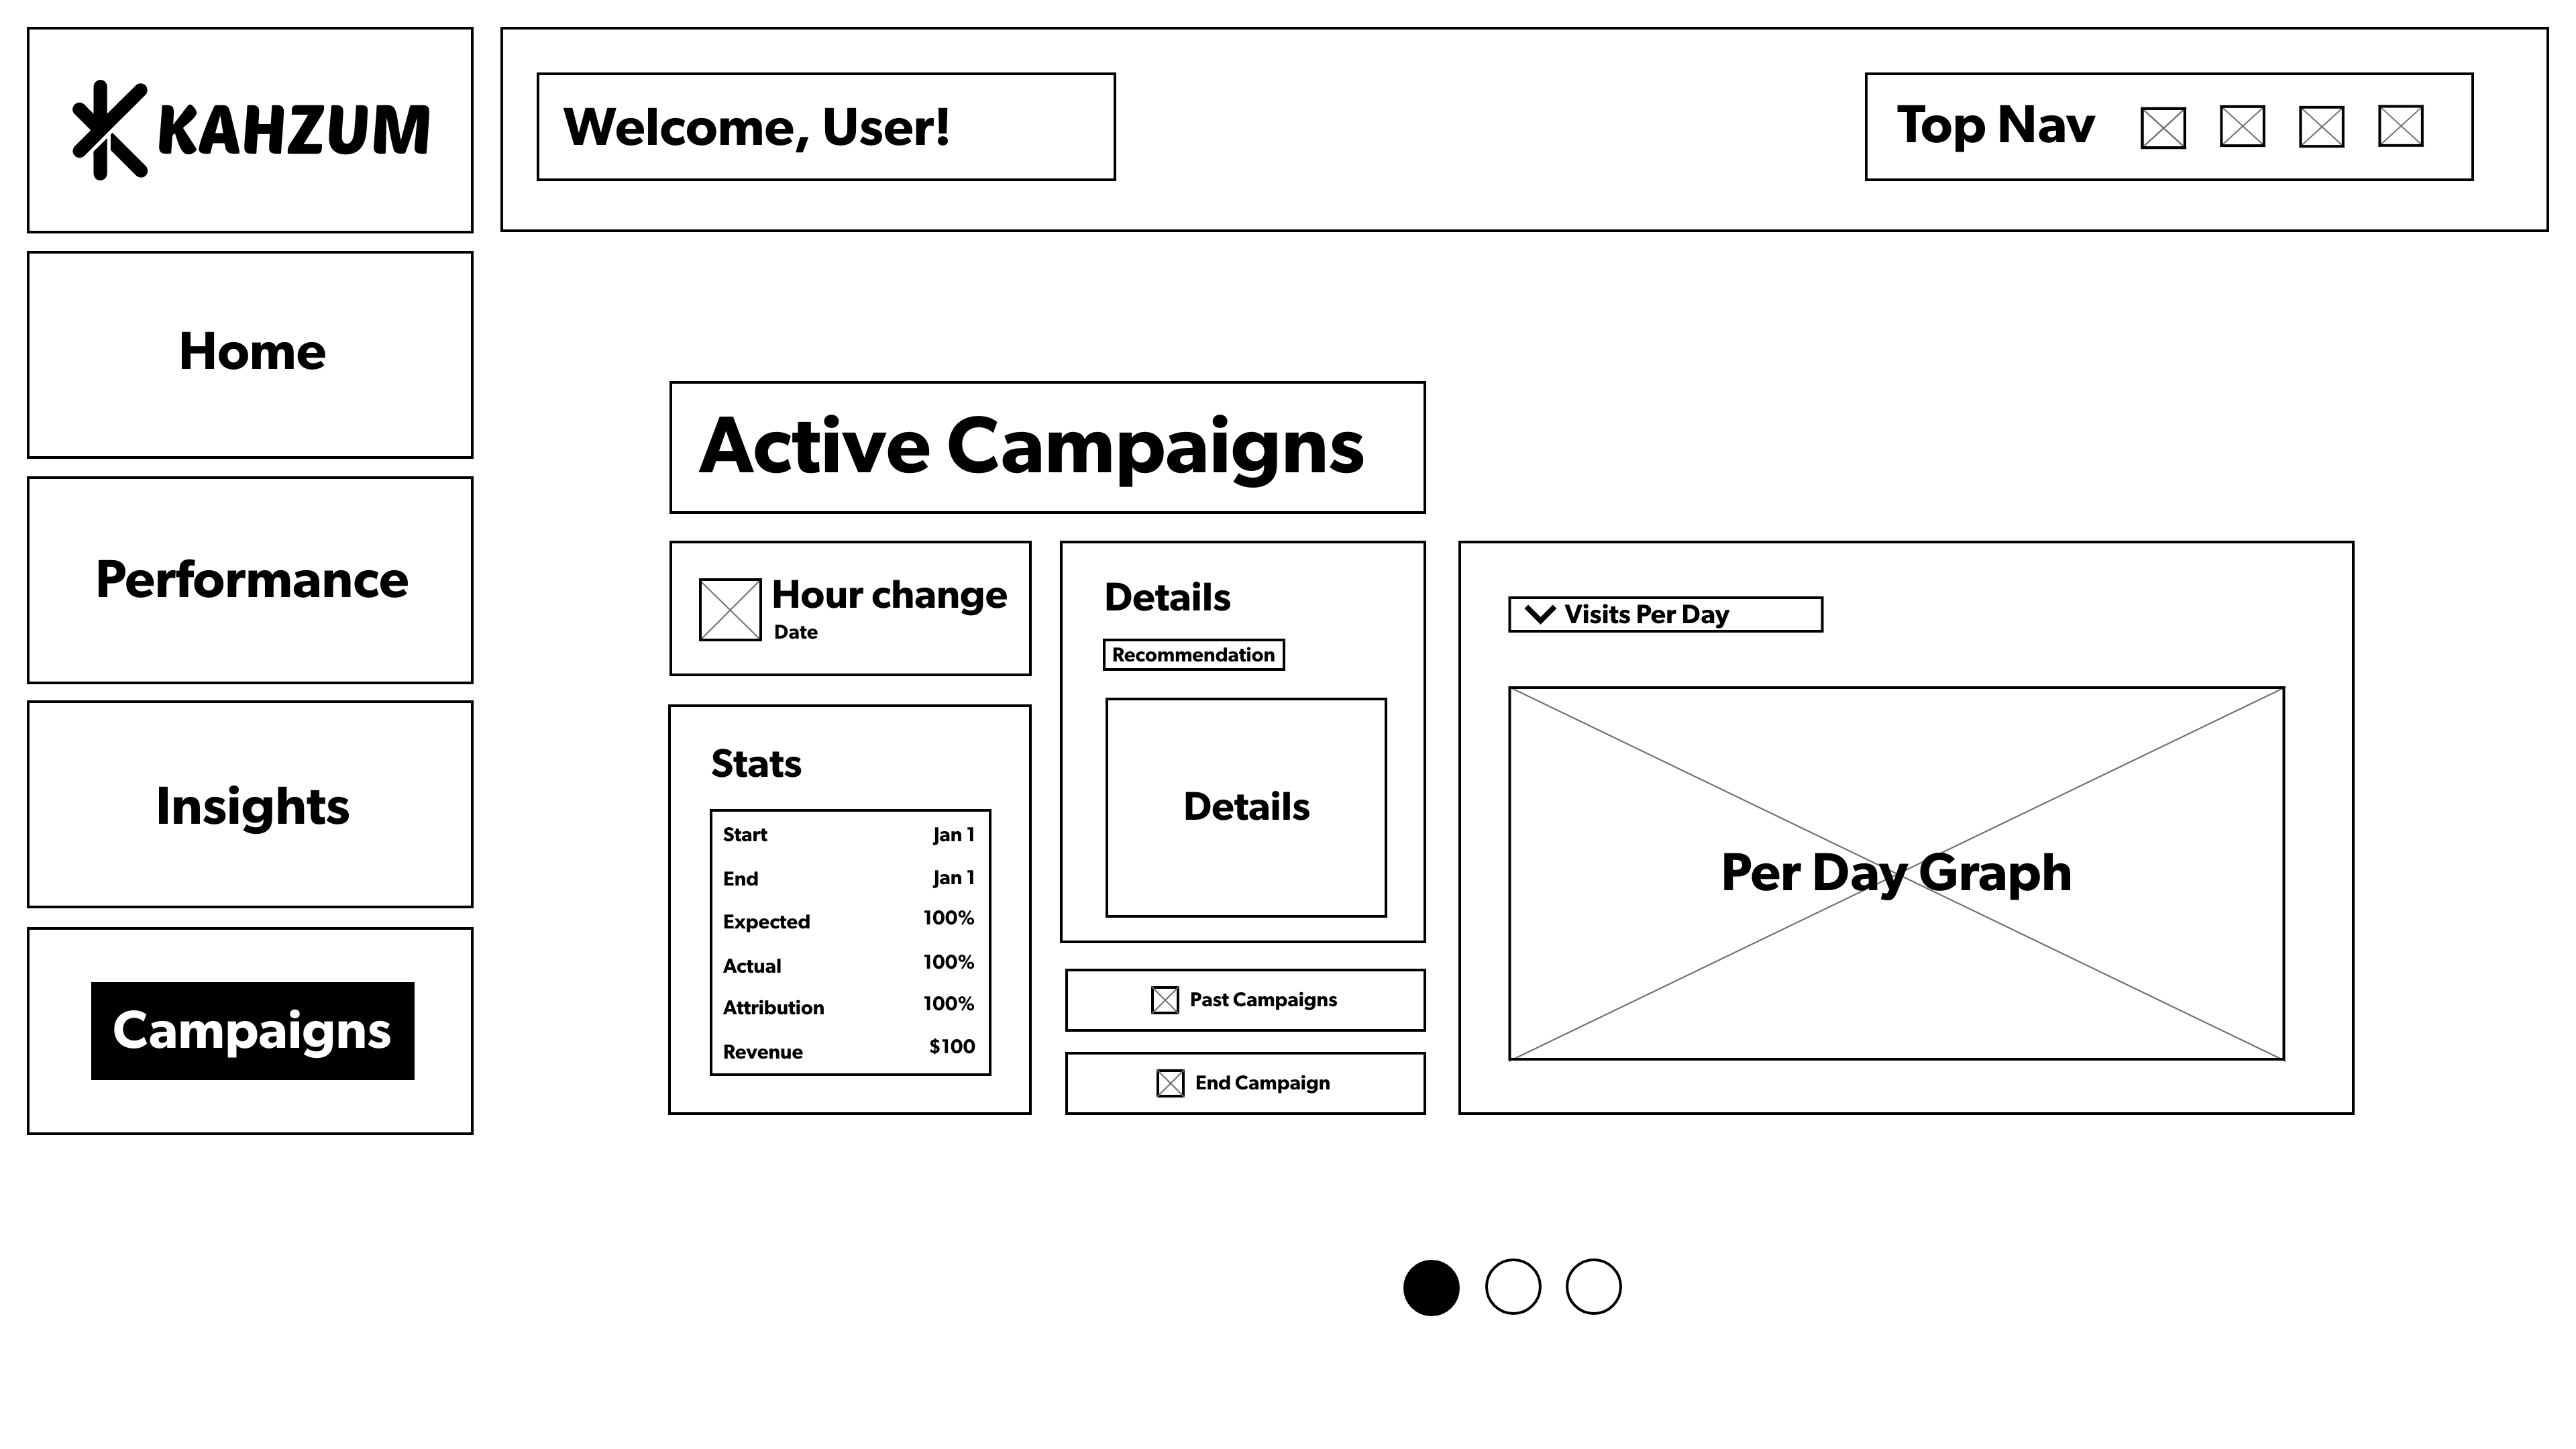 KAHZUM
Welcome, User!
Top Nav
Home
Performance
Insights
Campaigns
Active Campaigns
Hour change
Date
Stats
Start Jan 1
End Jan 1
Expected 100%
Actual 100%
Attribution 100%
Revenue $100
Details
Recommendation
Details
Past Campaigns
End Campaign
Visits Per Day
Per Day Graph